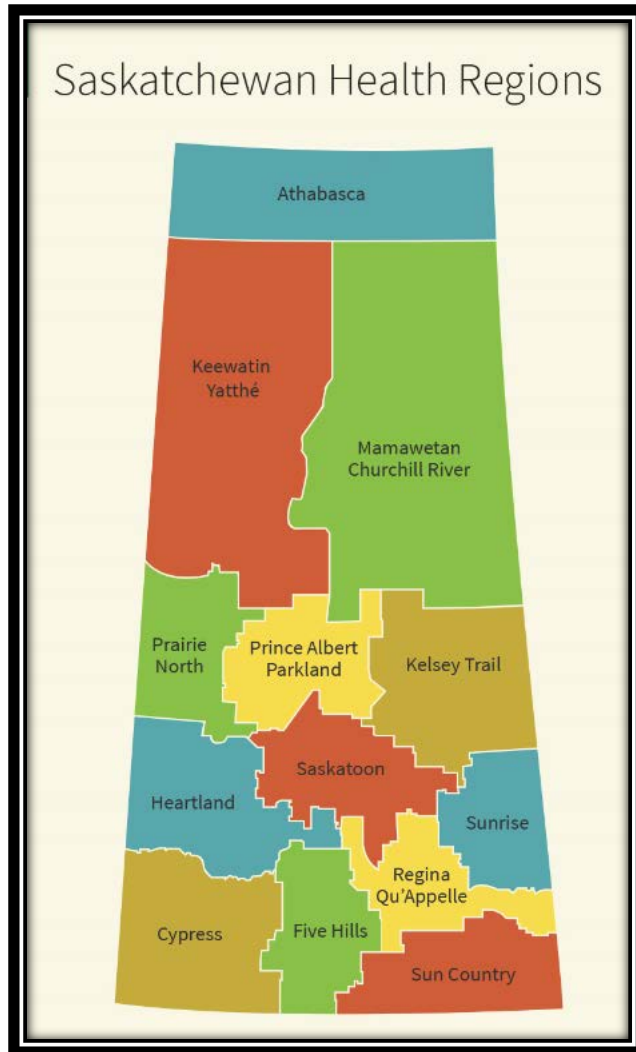 Saskatchewan Health Regions
Athabasca
Keewatin
Yatthé
Mamawetan
Churchill River
Prairie
North
Prince Albert
Parkland
Kelsey Trail
Saskatoon
Heartland
Sunrise
Regina
Qu'Appelle
Cypress
Five Hills
Sun Country